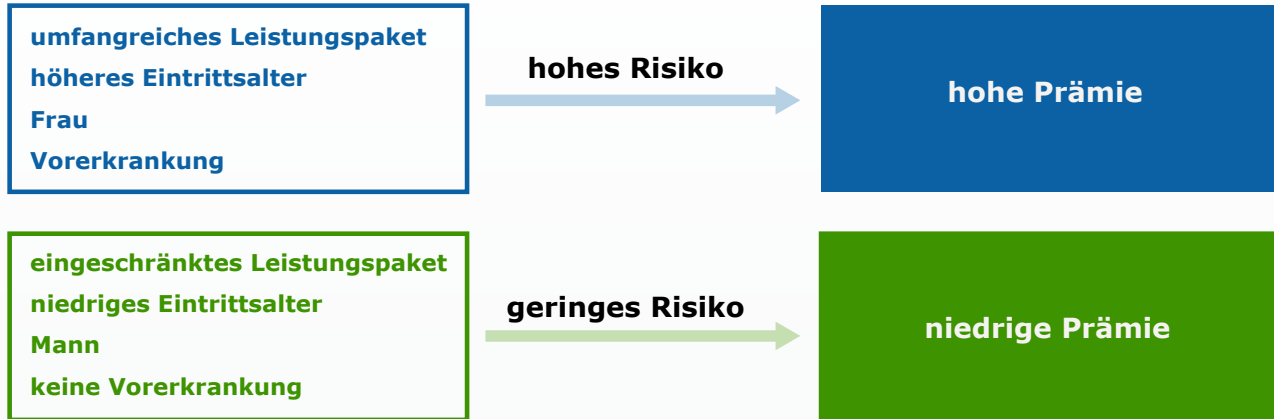 umfangreiches Leistungspaket
höheres Eintrittsalter
Frau
Vorerkrankung
hohes Risiko
hohe Prämie
eingeschränktes Leistungspaket
niedriges Eintrittsalter
Mann
keine Vorerkrankung
geringes Risiko
niedrige Prämie